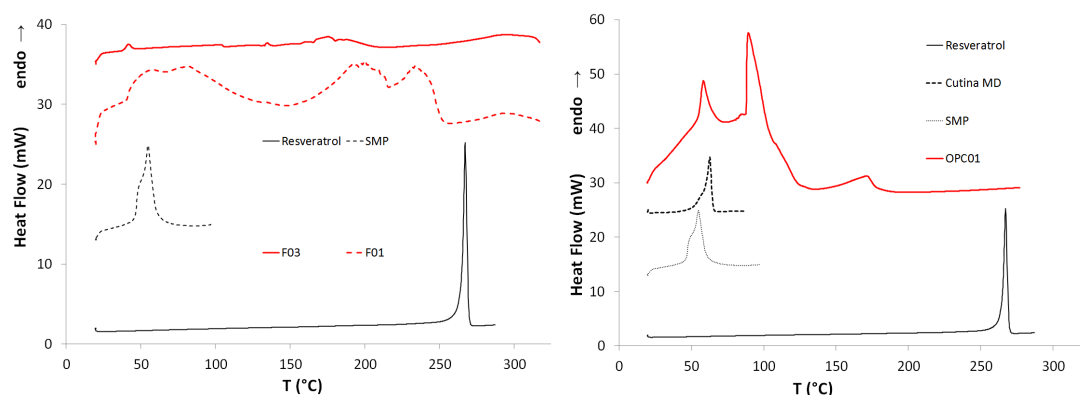 40
30
20
10
0
0
50
100
150
200
250
300
Heat Flow (mW)
endo →
T (°C)
Resveratrol
SMP
F03
F01
60
50
40
30
20
10
0
0
50
100
150
200
250
300
Heat Flow (mW)
endo →
T (°C)
Resveratrol
Cutina MD
SMP
OPC01